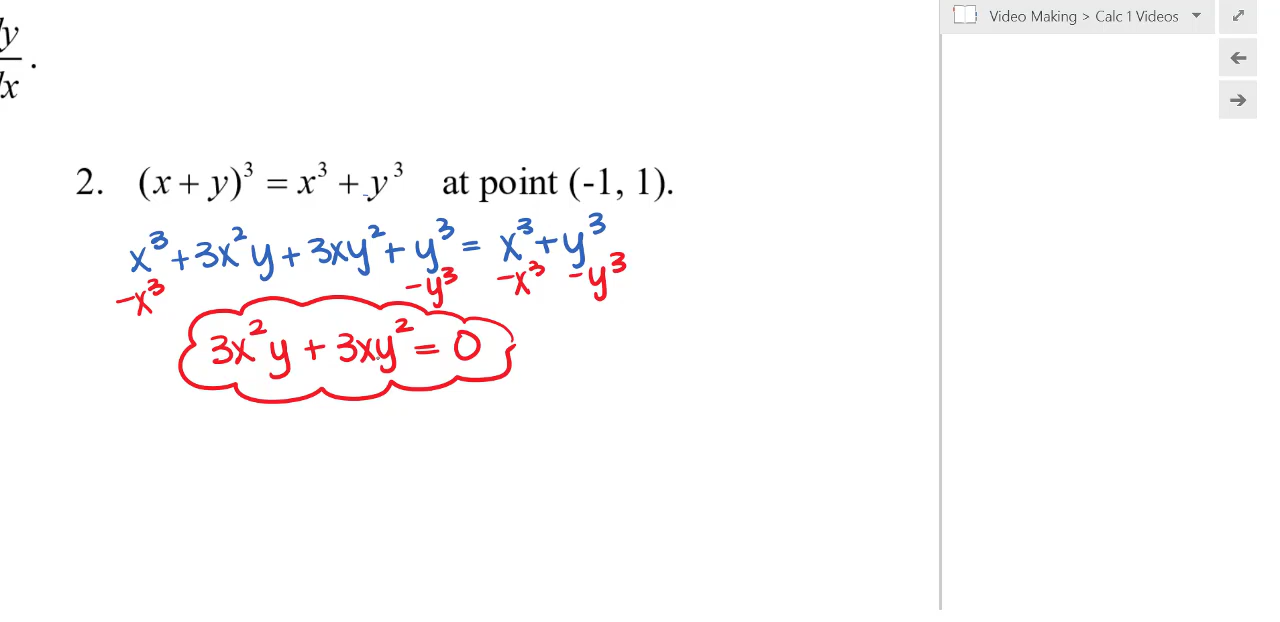 Video Making > Calc 1 Videos
dy
dx .
2. (x + y)³ = x³ + y³ at point (-1, 1).
x³ + 3x²y + 3xy² + y³ = x³ + y³
-x³ -y³ -x³ -y³
3x²y + 3xy² = 0